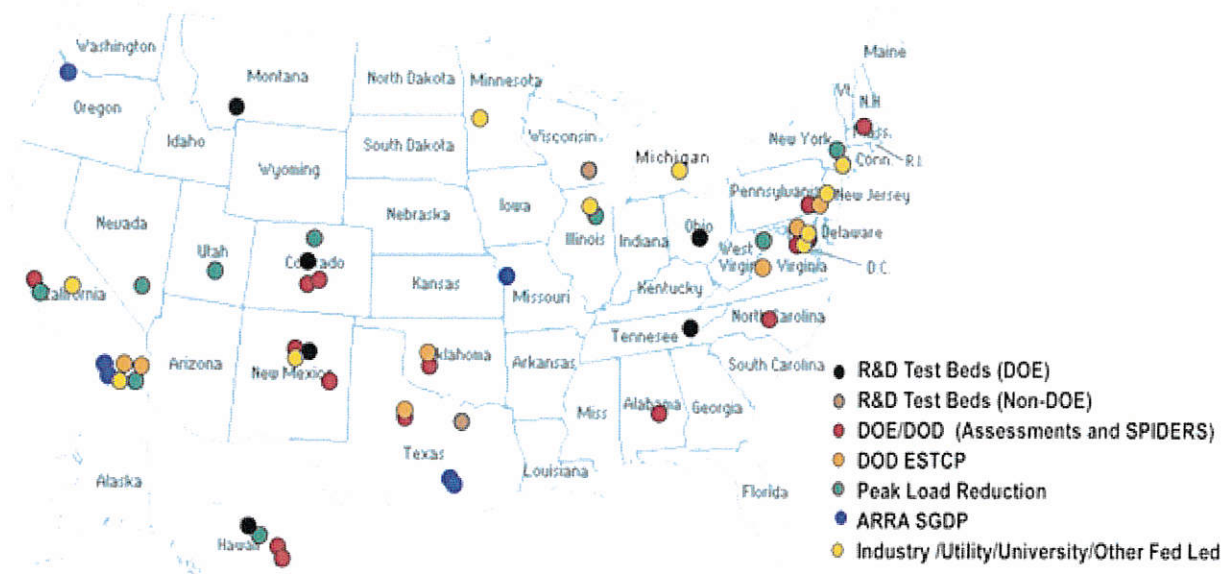 Washington
Maine
Montana
North Dakota
Minnesota
Vt.
N.H
Oregon
Idaho
Wisconsin
New York
Mass.
South Dakota
Michigan
Conn.
R.I.
Wyoming
Pennsylvania
New Jersey
Iowa
Nebraska
Nevada
Ohio
Delaware
Utah
Illinois
Indiana
West
Colorado
Virginia
Virginia
D.C.
Kansas
California
Missouri
Kentucky
North Carolina
Tennesee
Oklahoma
Arizona
New Mexico
Arkansas
South Carolina
R&D Test Beds (DOE)
Miss
Alabama
Georgia
R&D Test Beds (Non-DOE)
DOE/DOD (Assessments and SPIDERS)
Texas
DOD ESTCP
Louisiana
Alaska
Florida
Peak Load Reduction
ARRA SGDP
Hawaii
Industry /Utility/University/Other Fed Led